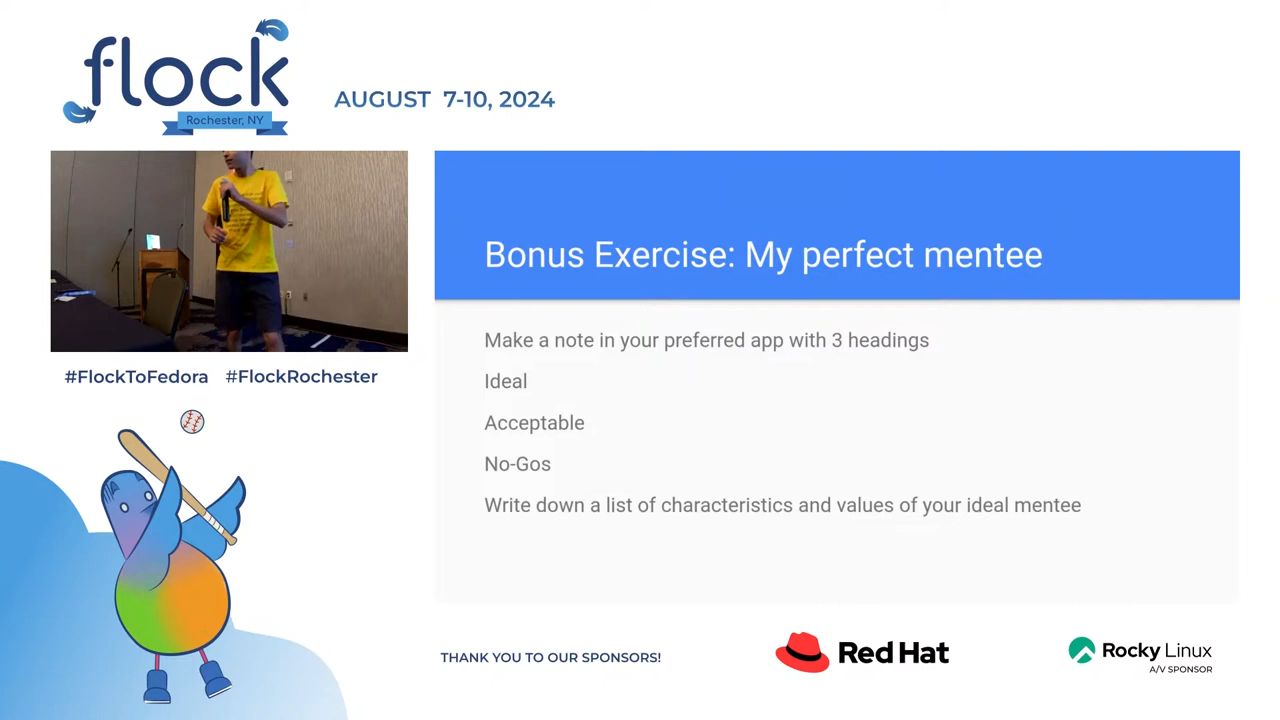 flock
Rochester, NY
AUGUST 7-10, 2024
#FlockToFedora #FlockRochester
Bonus Exercise: My perfect mentee
Make a note in your preferred app with 3 headings
Ideal
Acceptable
No-Gos
Write down a list of characteristics and values of your ideal mentee
THANK YOU TO OUR SPONSORS!
Red Hat
Rocky Linux
A/V SPONSOR